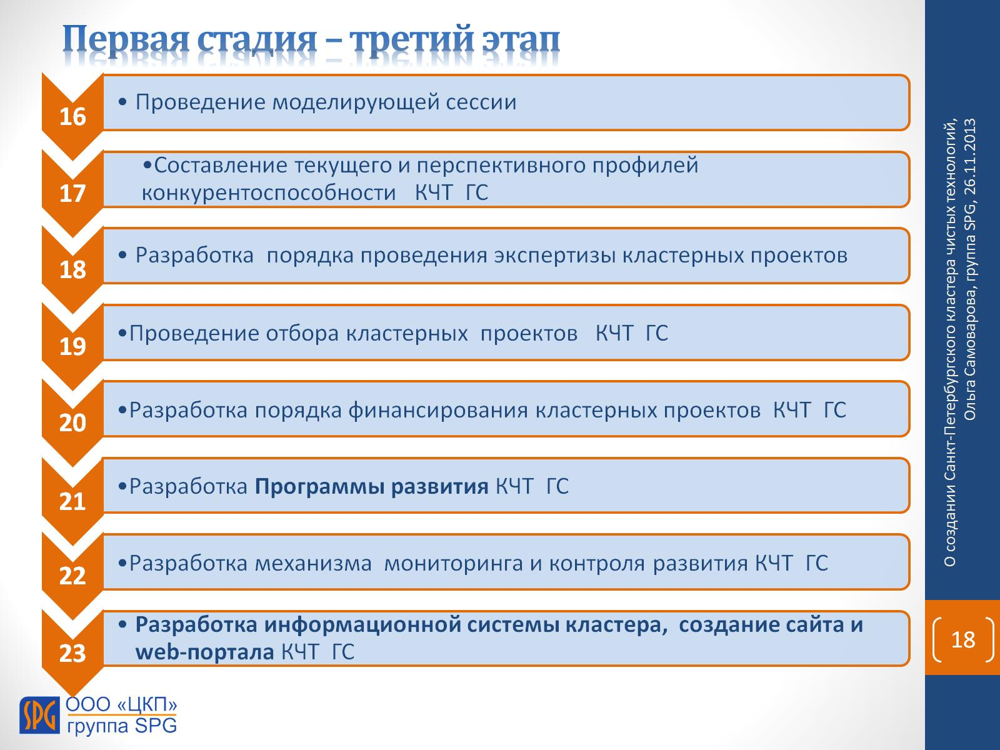 Первая стадия – третий этап
16
• Проведение моделирующей сессии
17
•Составление текущего и перспективного профилей
конкурентоспособности КЧТ ГС
18
• Разработка порядка проведения экспертизы кластерных проектов
19
•Проведение отбора кластерных проектов КЧТ ГС
20
•Разработка порядка финансирования кластерных проектов КЧТ ГС
21
•Разработка Программы развития КЧТ ГС
22
•Разработка механизма мониторинга и контроля развития КЧТ ГС
23
• Разработка информационной системы кластера, создание сайта и
web-портала КЧТ ГС
О создании Санкт-Петербургского кластера чистых технологий,
Ольга Самоварова, группа SPG, 26.11.2013
18
SPG
ООО «ЦКП»
группа SPG